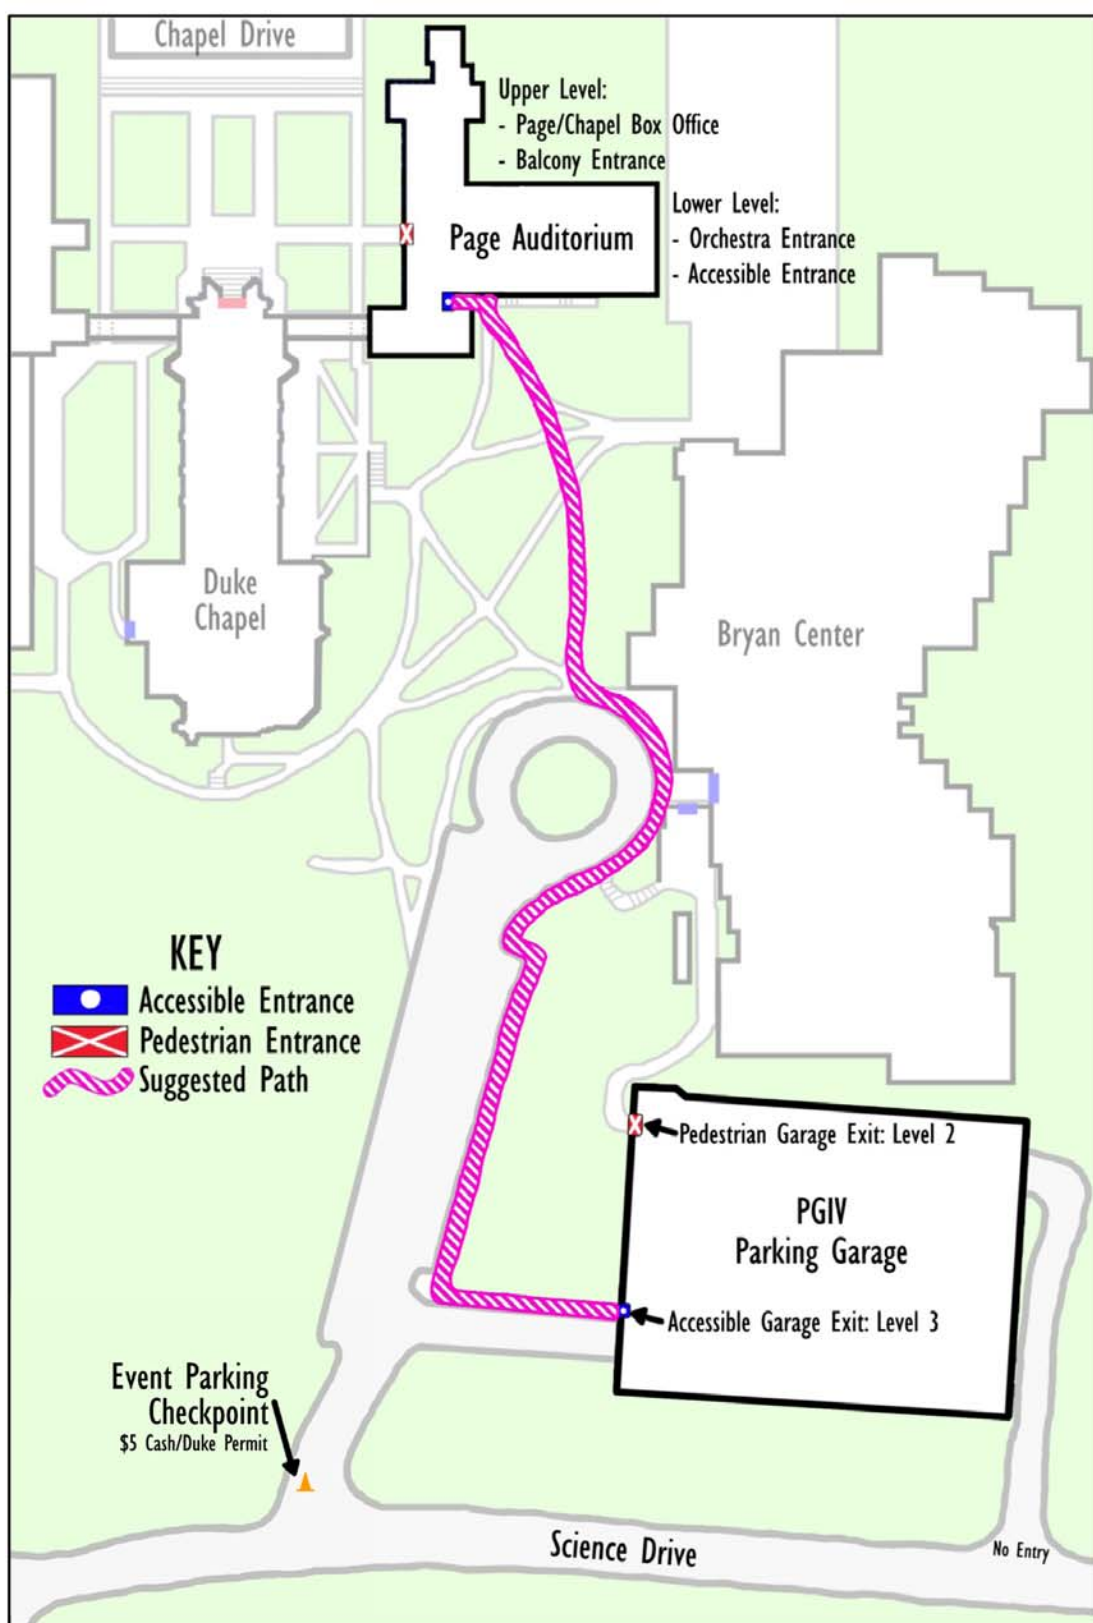 Chapel Drive
Upper Level:
- Page/Chapel Box Office
- Balcony Entrance
Lower Level:
- Orchestra Entrance
- Accessible Entrance
Page Auditorium
Duke
Chapel
Bryan Center
KEY
Accessible Entrance
Pedestrian Entrance
Suggested Path
Pedestrian Garage Exit: Level 2
PGIV
Parking Garage
Accessible Garage Exit: Level 3
Event Parking
Checkpoint
$5 Cash/Duke Permit
Science Drive
No Entry